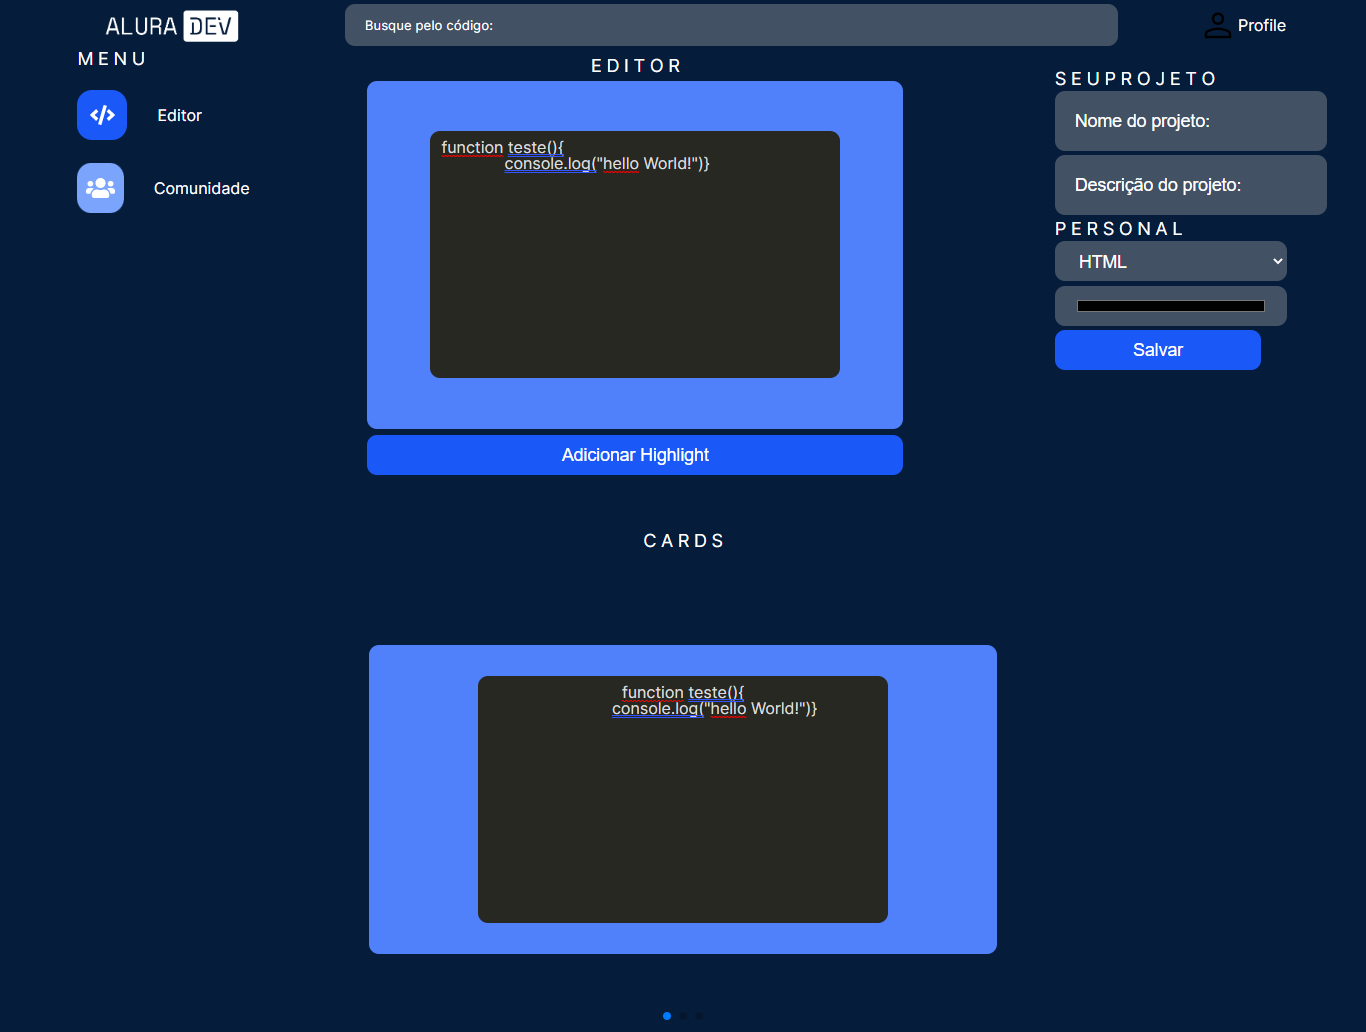 ALURA DEV
Busque pelo código:
Profile
MENU
Editor
Comunidade
EDITOR
function teste(){
console.log("hello World!")}
Adicionar Highlight
SEUPROJETO
Nome do projeto:
Descrição do projeto:
PERSONAL
HTML
Salvar
CARDS
function teste(){
console.log("hello World!")}